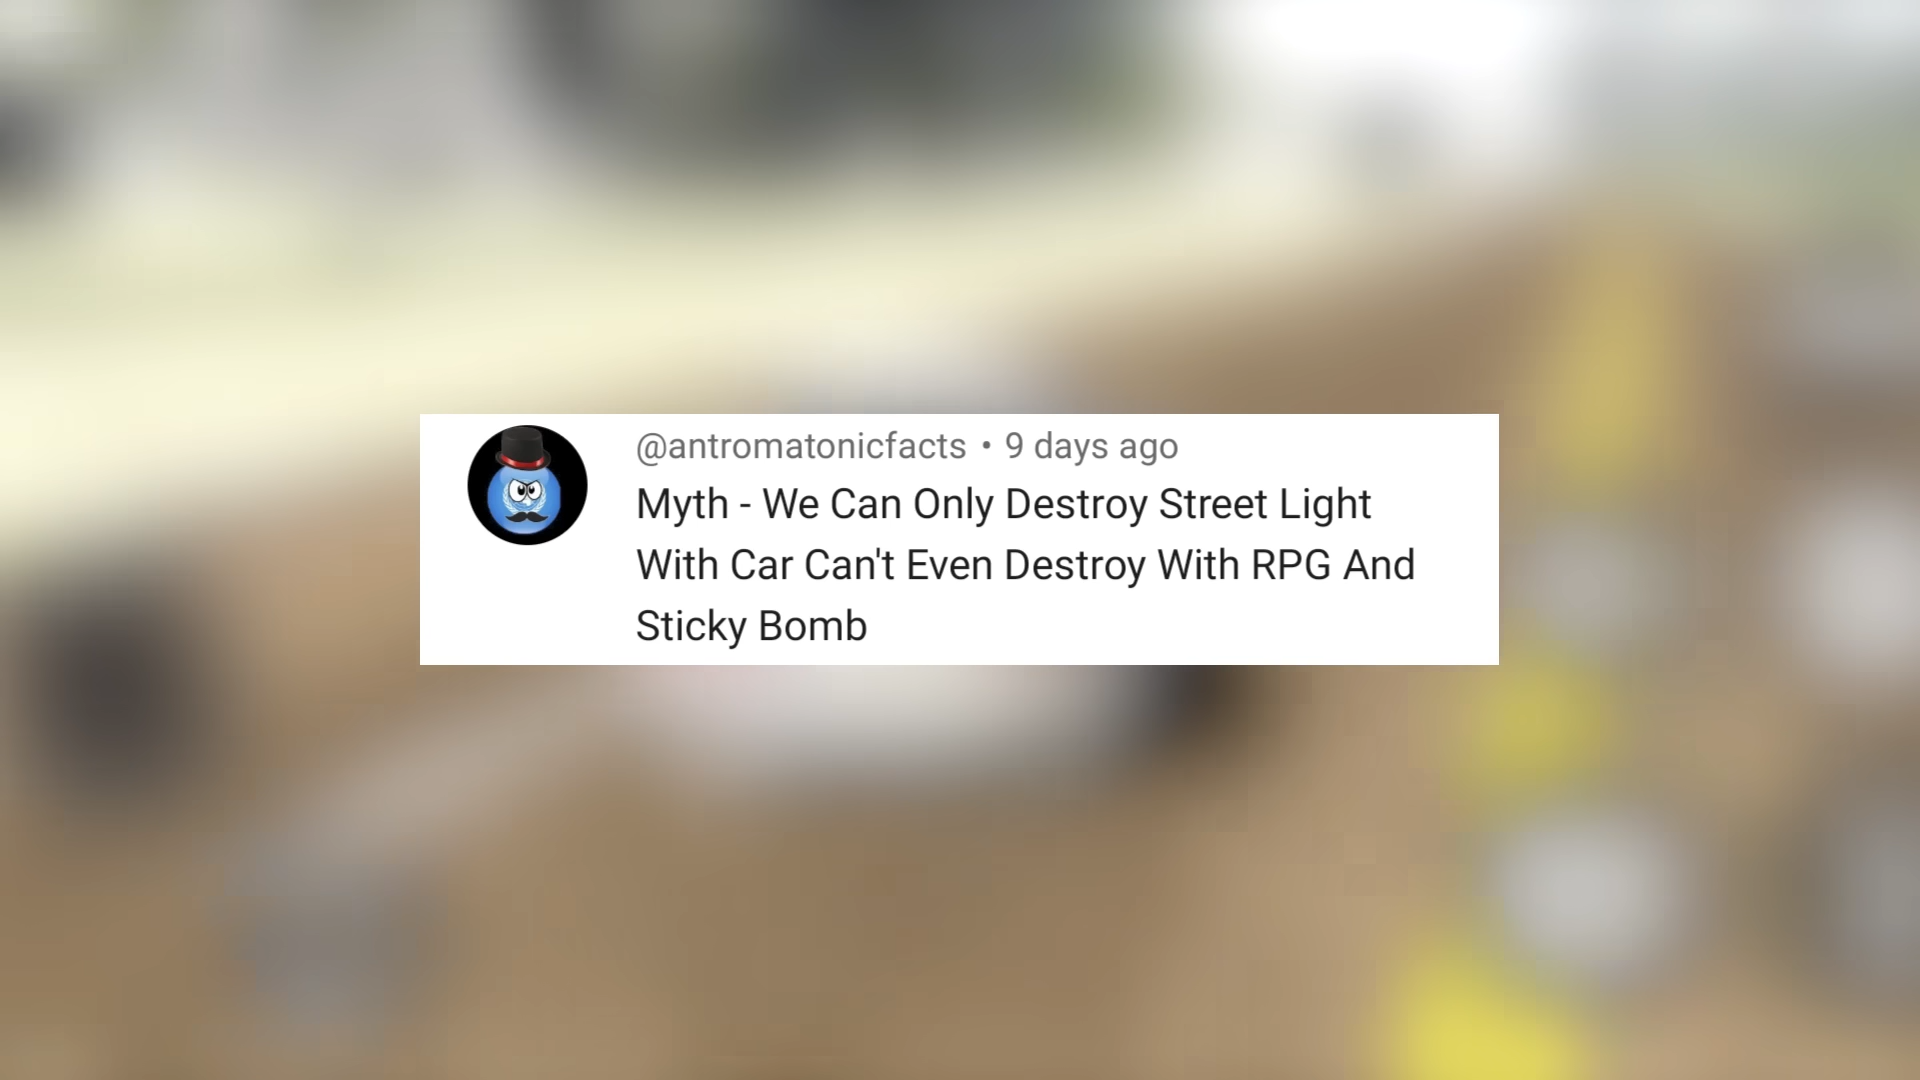 @antromatonicfacts • 9 days ago
Myth - We Can Only Destroy Street Light
With Car Can't Even Destroy With RPG And
Sticky Bomb